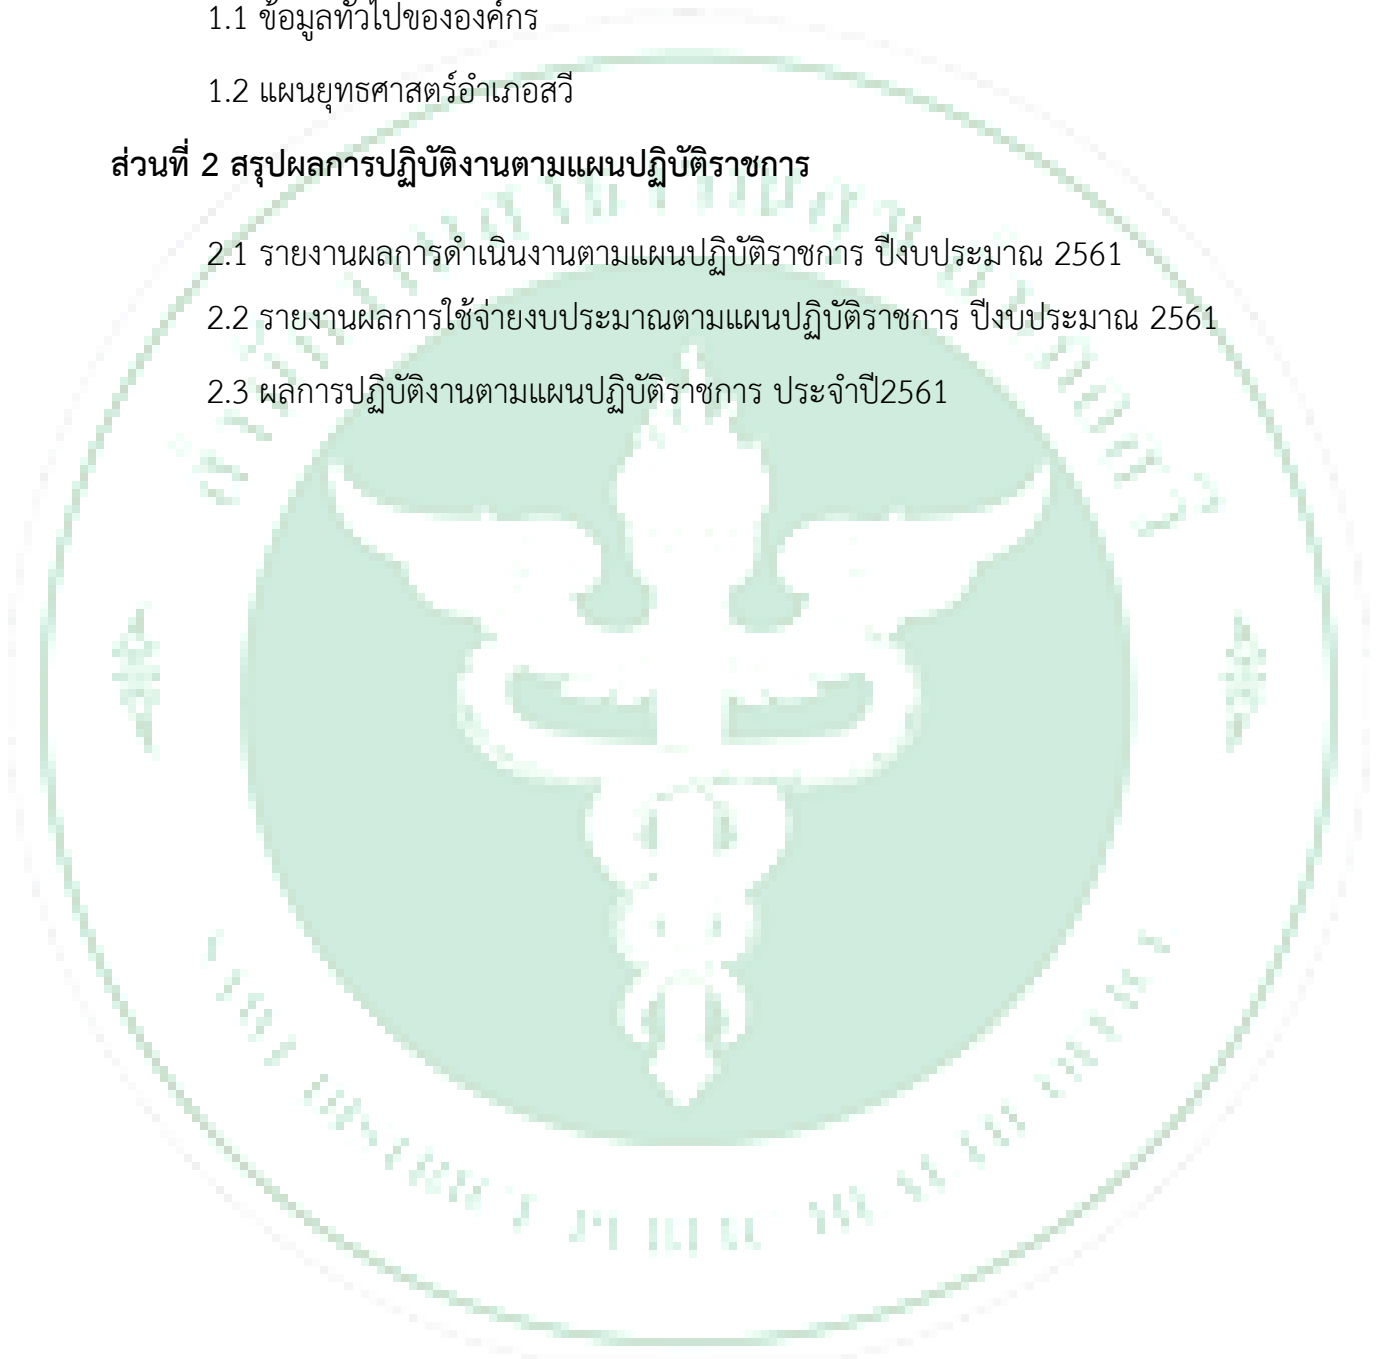 1.1 ข้อมูลทั่วไปขององค์กร
1.2 แผนยุทธศาสตร์อำเภอสวี
ส่วนที่ 2 สรุปผลการปฏิบัติงานตามแผนปฏิบัติราชการ
2.1 รายงานผลการดำเนินงานตามแผนปฏิบัติราชการ ปีงบประมาณ 2561
2.2 รายงานผลการใช้จ่ายงบประมาณตามแผนปฏิบัติราชการ ปีงบประมาณ 2561
2.3 ผลการปฏิบัติงานตามแผนปฏิบัติราชการ ประจำปี2561